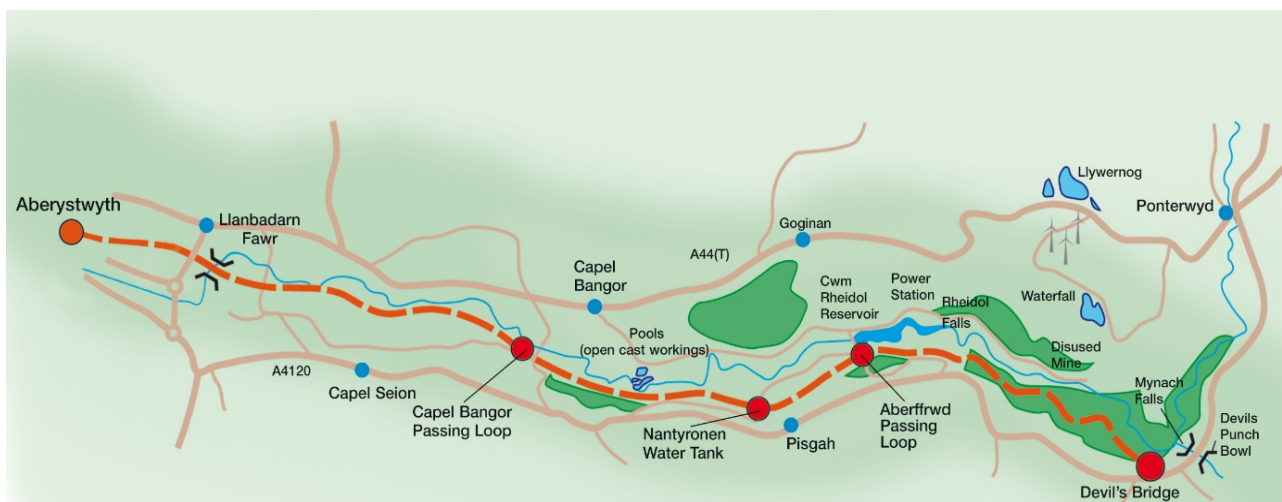 Aberystwyth
Llanbadarn
Fawr
A4120
Capel Seion
Capel Bangor
Passing Loop
Capel
Bangor
Pools
(open cast workings)
Nantyronen
Water Tank
A44(T)
Goginan
Pisgah
Cwm
Rheidol
Reservoir
Power
Station
Rheidol
Falls
Aberffrwd
Passing
Loop
Llywernog
Waterfall
Disused
Mine
Ponterwyd
Mynach
Falls
Devils
Punch
Bowl
Devil's Bridge